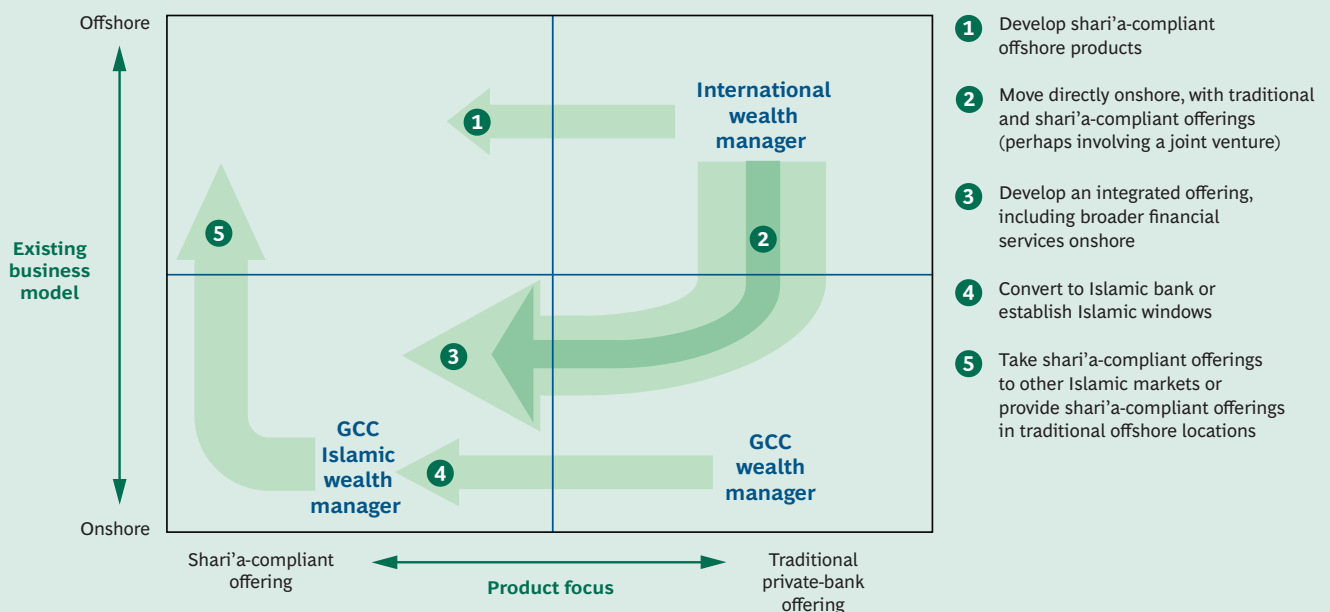 Offshore
Existing
business
model
Onshore
International
wealth
manager
1
2
5
3
GCC
Islamic
wealth
manager
4
GCC
wealth
manager
Shari’a-compliant
offering
Product focus
Traditional
private-bank
offering
1 Develop shari’a-compliant
offshore products
2 Move directly onshore, with traditional
and shari’a-compliant offerings
(perhaps involving a joint venture)
3 Develop an integrated offering,
including broader financial
services onshore
4 Convert to Islamic bank or
establish Islamic windows
5 Take shari’a-compliant offerings
to other Islamic markets or
provide shari’a-compliant offerings
in traditional offshore locations